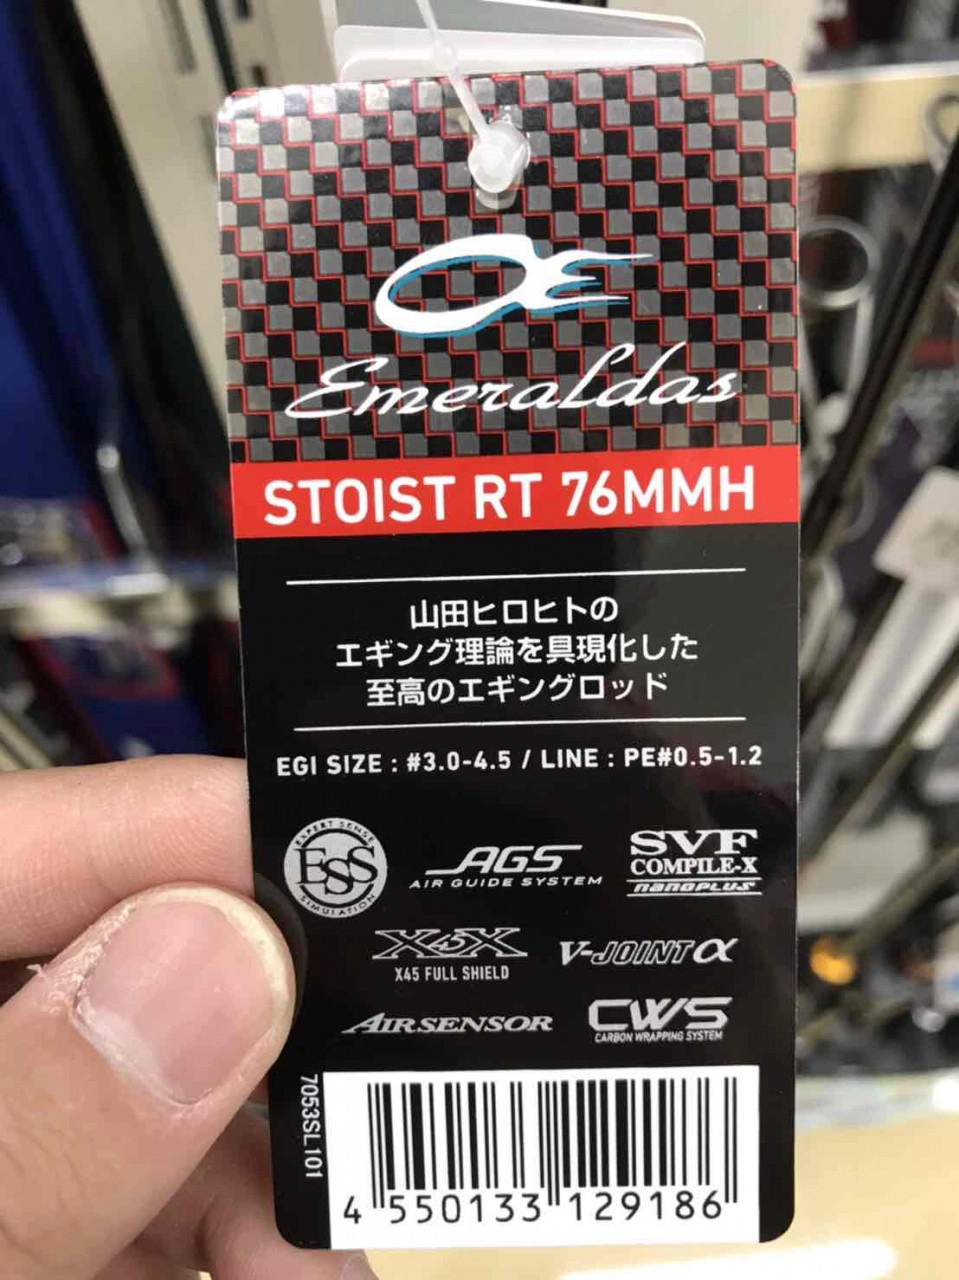 Emeraldas
STOIST RT 76MMH
山田ヒロヒトの
エギング理論を具現化した
至高のエギングロッド
EGI SIZE : #3.0-4.5 / LINE : PE#0.5-1.2
EXPERT SENSE
ESS
SIMULATION
AGS
AIR GUIDE SYSTEM
SVF
COMPILE-X
nanoplus
X45X
X45 FULL SHIELD
V-JOINT α
AIRSENSOR
CWS
CARBON WRAPPING SYSTEM
7053SL101
4 550133 129186